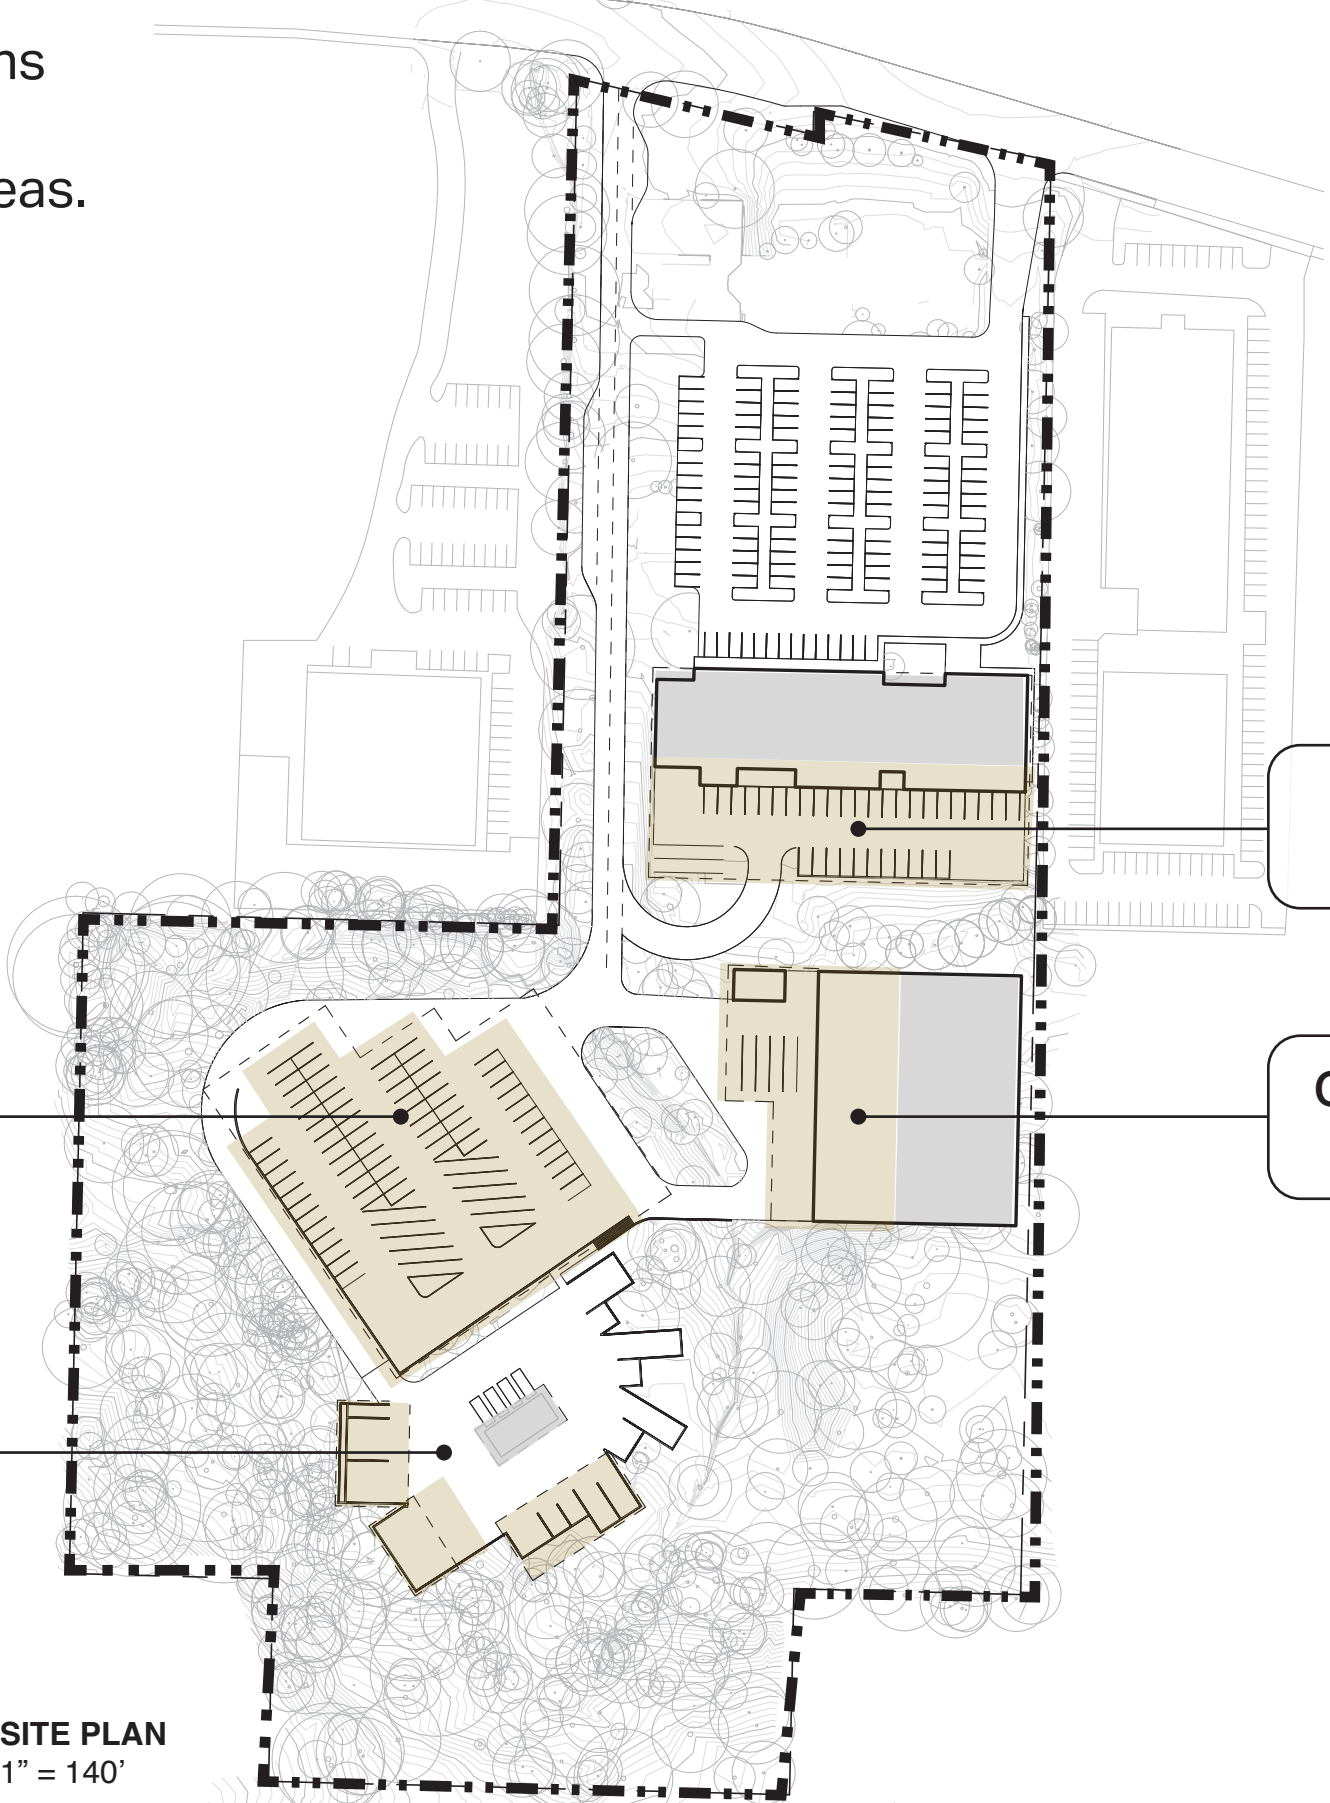 ns
eas.
C
SITE PLAN
1” = 140’